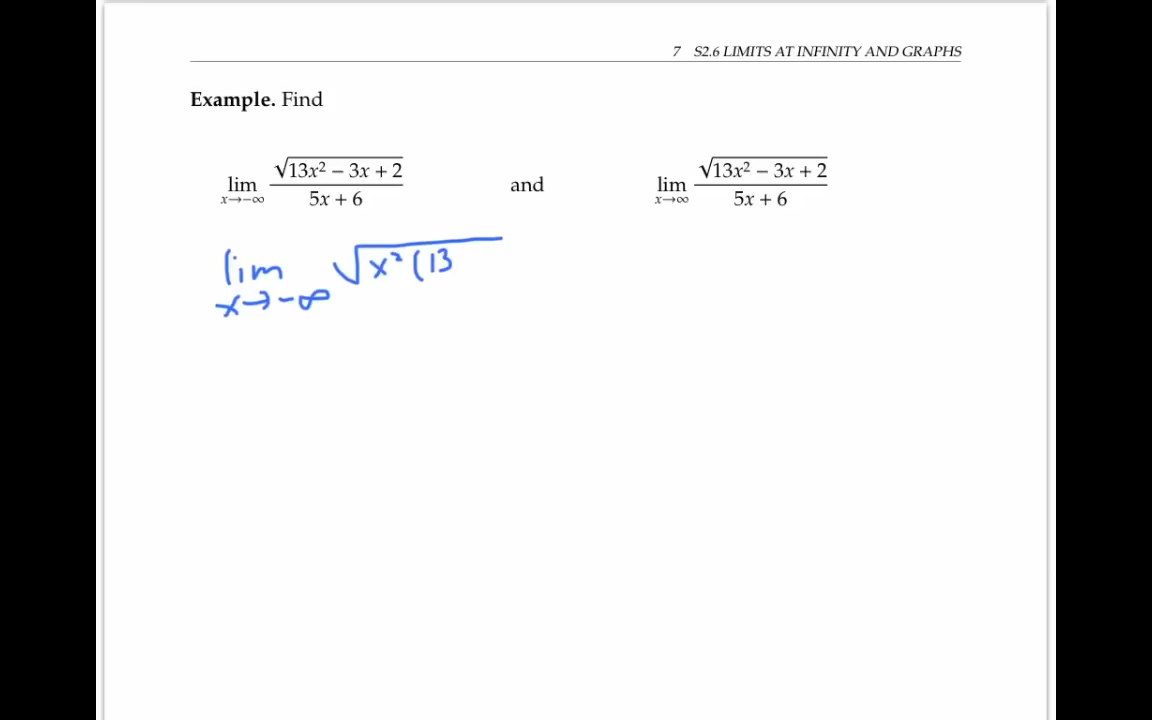 7 S2.6 LIMITS AT INFINITY AND GRAPHS
Example. Find
lim x→−∞ √(13x² − 3x + 2) / (5x + 6) and lim x→∞ √(13x² − 3x + 2) / (5x + 6)
lim x→−∞ √x² (13